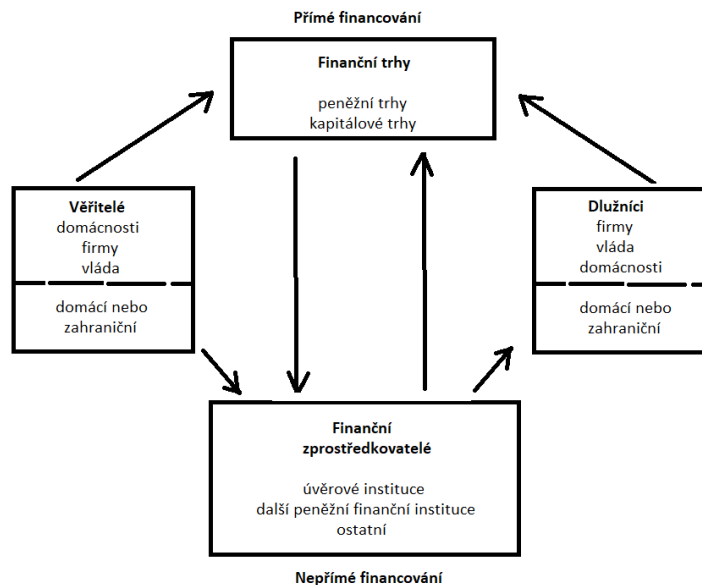 Přímé financování
Finanční trhy
peněžní trhy
kapitálové trhy
Věřitelé
domácnosti
firmy
vláda
domácí nebo
zahraniční
Dlužníci
firmy
vláda
domácnosti
domácí nebo
zahraniční
Finanční
zprostředkovatelé
úvěrové instituce
další peněžní finanční instituce
ostatní
Nepřímé financování